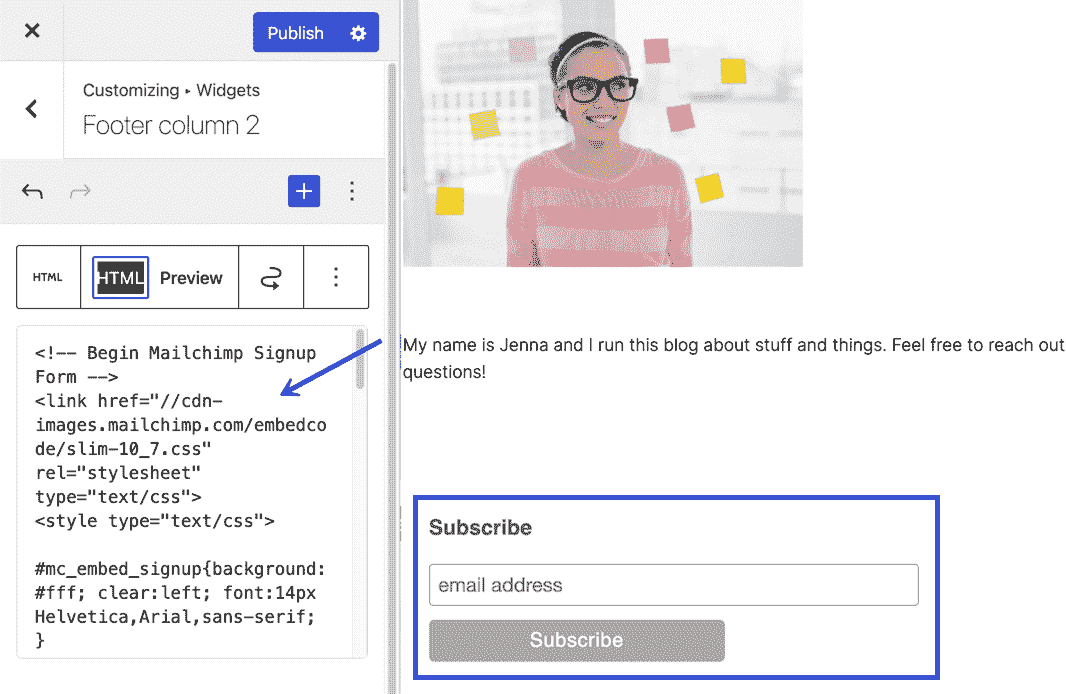 Publish
Customizing ▸ Widgets
Footer column 2
HTML
HTML
Preview
<!-- Begin Mailchimp Signup
Form -->
<link href="//cdn-
images.mailchimp.com/embedco
de/slim-10_7.css"
rel="stylesheet"
type="text/css">
<style type="text/css">
#mc_embed_signup{background:
#fff; clear:left; font:14px
Helvetica,Arial,sans-serif;
}
My name is Jenna and I run this blog about stuff and things. Feel free to reach out
questions!
Subscribe
email address
Subscribe